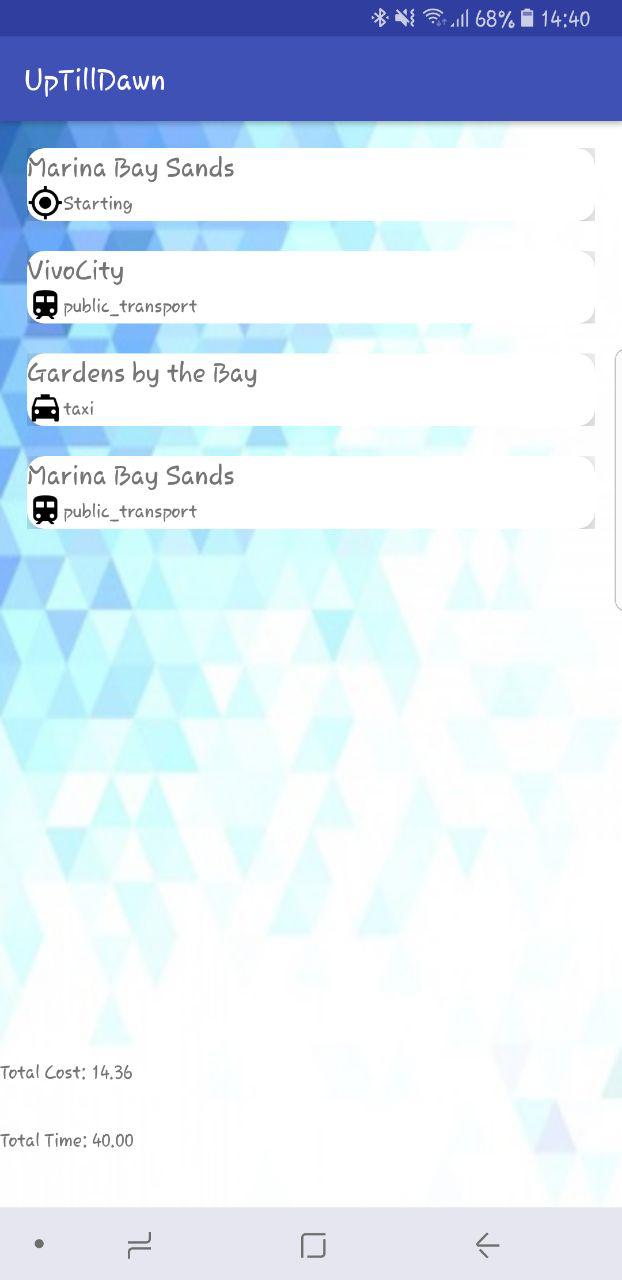 68% 14:40
UpTillDawn
Marina Bay Sands
Starting
VivoCity
public_transport
Gardens by the Bay
taxi
Marina Bay Sands
public_transport
Total Cost: 14.36
Total Time: 40.00